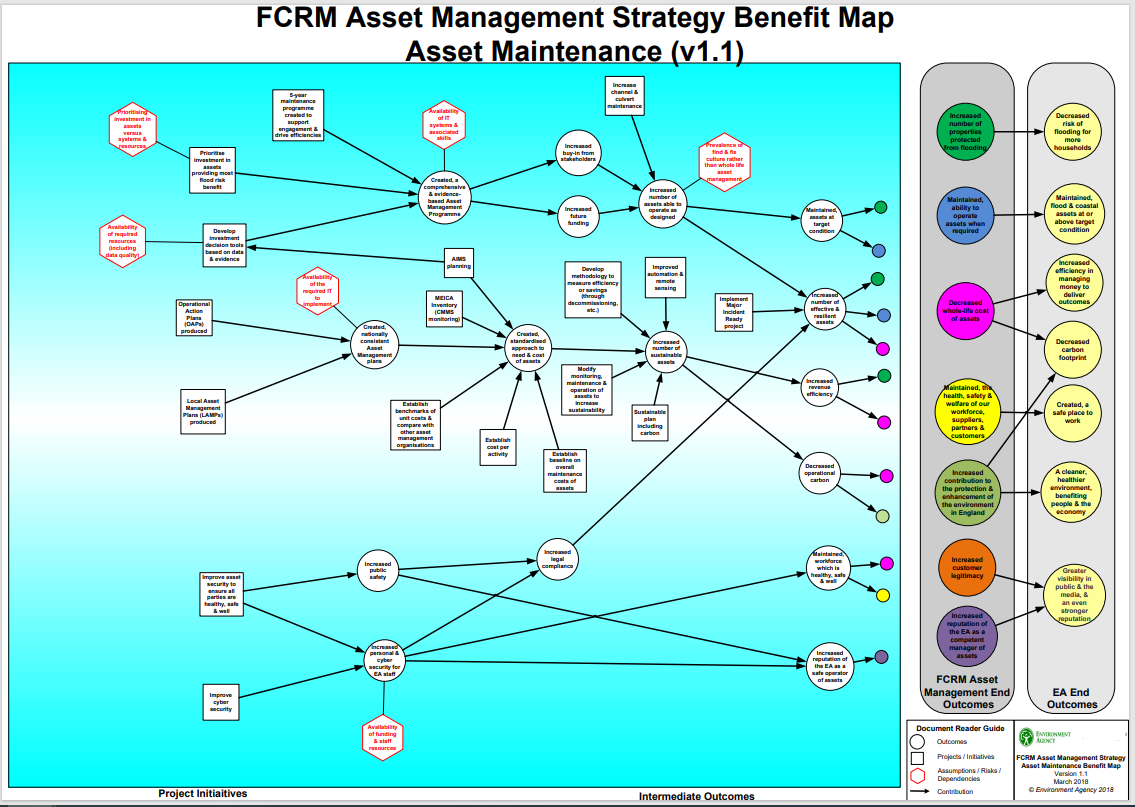 FCRM Asset Management Strategy Benefit Map
Asset Maintenance (v1.1)
Prioritising
investment in
assets
versus
systems &
resources
5-year
maintenance
programme
created to
support
engagement &
drive efficiencies
Prioritise
investment in
assets
providing most
flood risk
benefit
Availability
of IT
systems &
associated
skills
Created, a
comprehensive
& evidence-
based Asset
Management
Programme
Increased
buy-in from
stakeholders
Increased
future
funding
Increase
channel &
culvert
maintenance
Increased
number of
assets able to
operate as
designed
Prevalence of
find & fix
culture rather
than whole life
asset
management
Maintained,
assets at
target
condition
Availability
of required
resources
(including
data quality)
Develop
investment
decision tools
based on data
& evidence
AIMS
planning
Availability
of the
required IT
to
implement
MEICA
Inventory
(CMMS
monitoring)
Develop
methodology to
measure efficiency
or savings
(through
decommissioning,
etc.)
Improved
automation &
remote
sensing
Implement
Major
Incident
Ready
project
Increased
number of
effective &
resilient
assets
Operational
Action
Plans
(OAPs)
produced
Created,
nationally
consistent
Asset
Management
plans
Created,
standardised
approach to
need & cost
of assets
Increased
number of
sustainable
assets
Local Asset
Management
Plans (LAMPs)
produced
Establish
benchmarks of
unit costs &
compare with
other asset
management
organisations
Establish
cost per
activity
Establish
baseline on
overall
maintenance
costs of
assets
Modify
monitoring,
maintenance &
operation of
assets to
increase
sustainability
Sustainable
plan
including
carbon
Increased
revenue
efficiency
Decreased
operational
carbon
Improve asset
security to
ensure all
parties are
healthy, safe
& well
Increased
public
safety
Increased
legal
compliance
Maintained,
workforce
which is
healthy, safe
& well
Increased
personal &
cyber
security for
EA staff
Increased
reputation of
the EA as a
safe operator
of assets
Improve
cyber
security
Availability
of funding
& staff
resources
Project Initiaitives
Intermediate Outcomes
Increased
number of
properties
protected
from flooding
Maintained,
ability to
operate
assets when
required
Decreased
whole-life cost
of assets
Maintained, the
health, safety &
welfare of our
workforce,
suppliers,
partners &
customers
Increased
contribution to
the protection &
enhancement of
the environment
in England
Increased
customer
legitimacy
Increased
reputation of
the EA as a
competent
manager of
assets
FCRM Asset
Management End
Outcomes
Decreased
risk of
flooding for
more
households
Maintained,
flood & coastal
assets at or
above target
condition
Increased
efficiency in
managing
money to
deliver
outcomes
Decreased
carbon
footprint
Created, a
safe place to
work
A cleaner,
healthier
environment,
benefiting
people & the
economy
Greater
visibility in
public & the
media, &
an even
stronger
reputation
EA End
Outcomes
Document Reader Guide
Outcomes
Projects / Initiatives
Assumptions / Risks /
Dependencies
Contribution
ENVIRONMENT
AGENCY
FCRM Asset Management Strategy
Asset Maintenance Benefit Map
Version 1.1
March 2018
© Environment Agency 2018